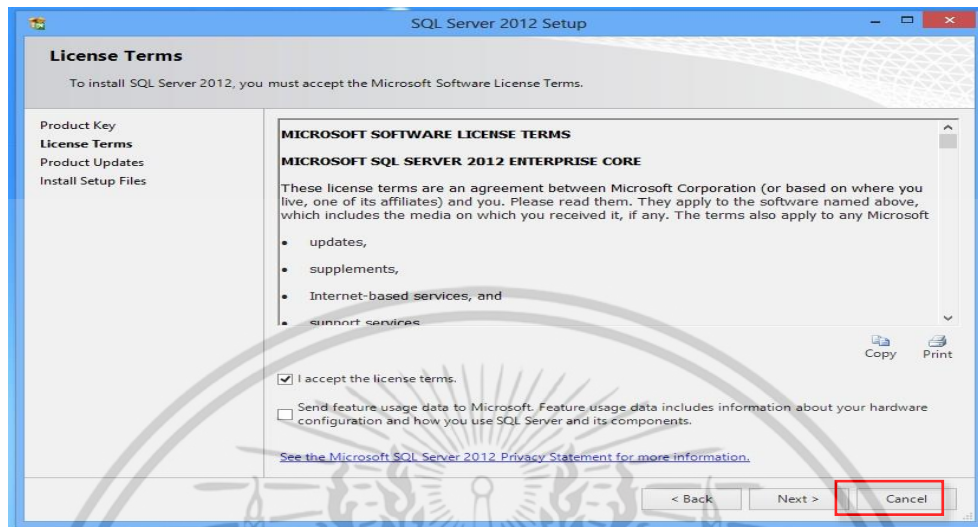 SQL Server 2012 Setup
License Terms
To install SQL Server 2012, you must accept the Microsoft Software License Terms.
Product Key
License Terms
Product Updates
Install Setup Files
MICROSOFT SOFTWARE LICENSE TERMS
MICROSOFT SQL SERVER 2012 ENTERPRISE CORE
These license terms are an agreement between Microsoft Corporation (or based on where you
live, one of its affiliates) and you. Please read them. They apply to the software named above,
which includes the media on which you received it, if any. The terms also apply to any Microsoft
• updates,
• supplements,
• Internet-based services, and
• support services
Copy Print
I accept the license terms.
Send feature usage data to Microsoft. Feature usage data includes information about your hardware
configuration and how you use SQL Server and its components.
See the Microsoft SQL Server 2012 Privacy Statement for more information.
< Back Next > Cancel